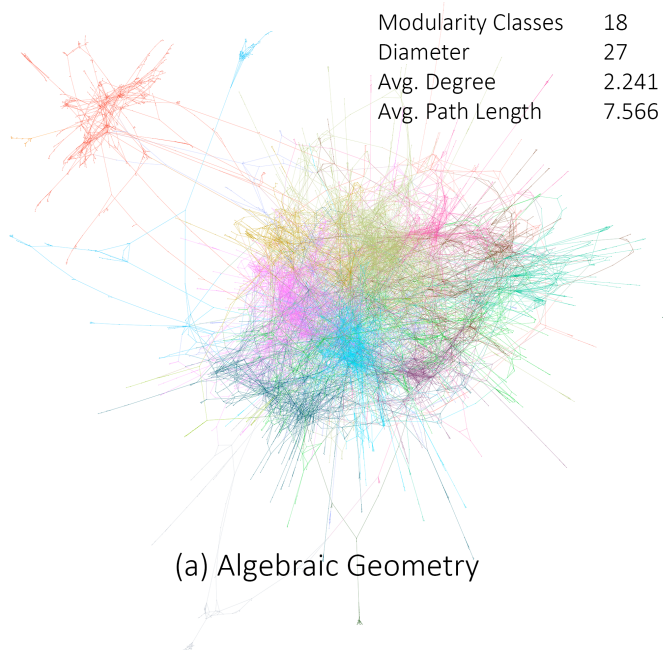 Modularity Classes 18
Diameter 27
Avg. Degree 2.241
Avg. Path Length 7.566
(a) Algebraic Geometry